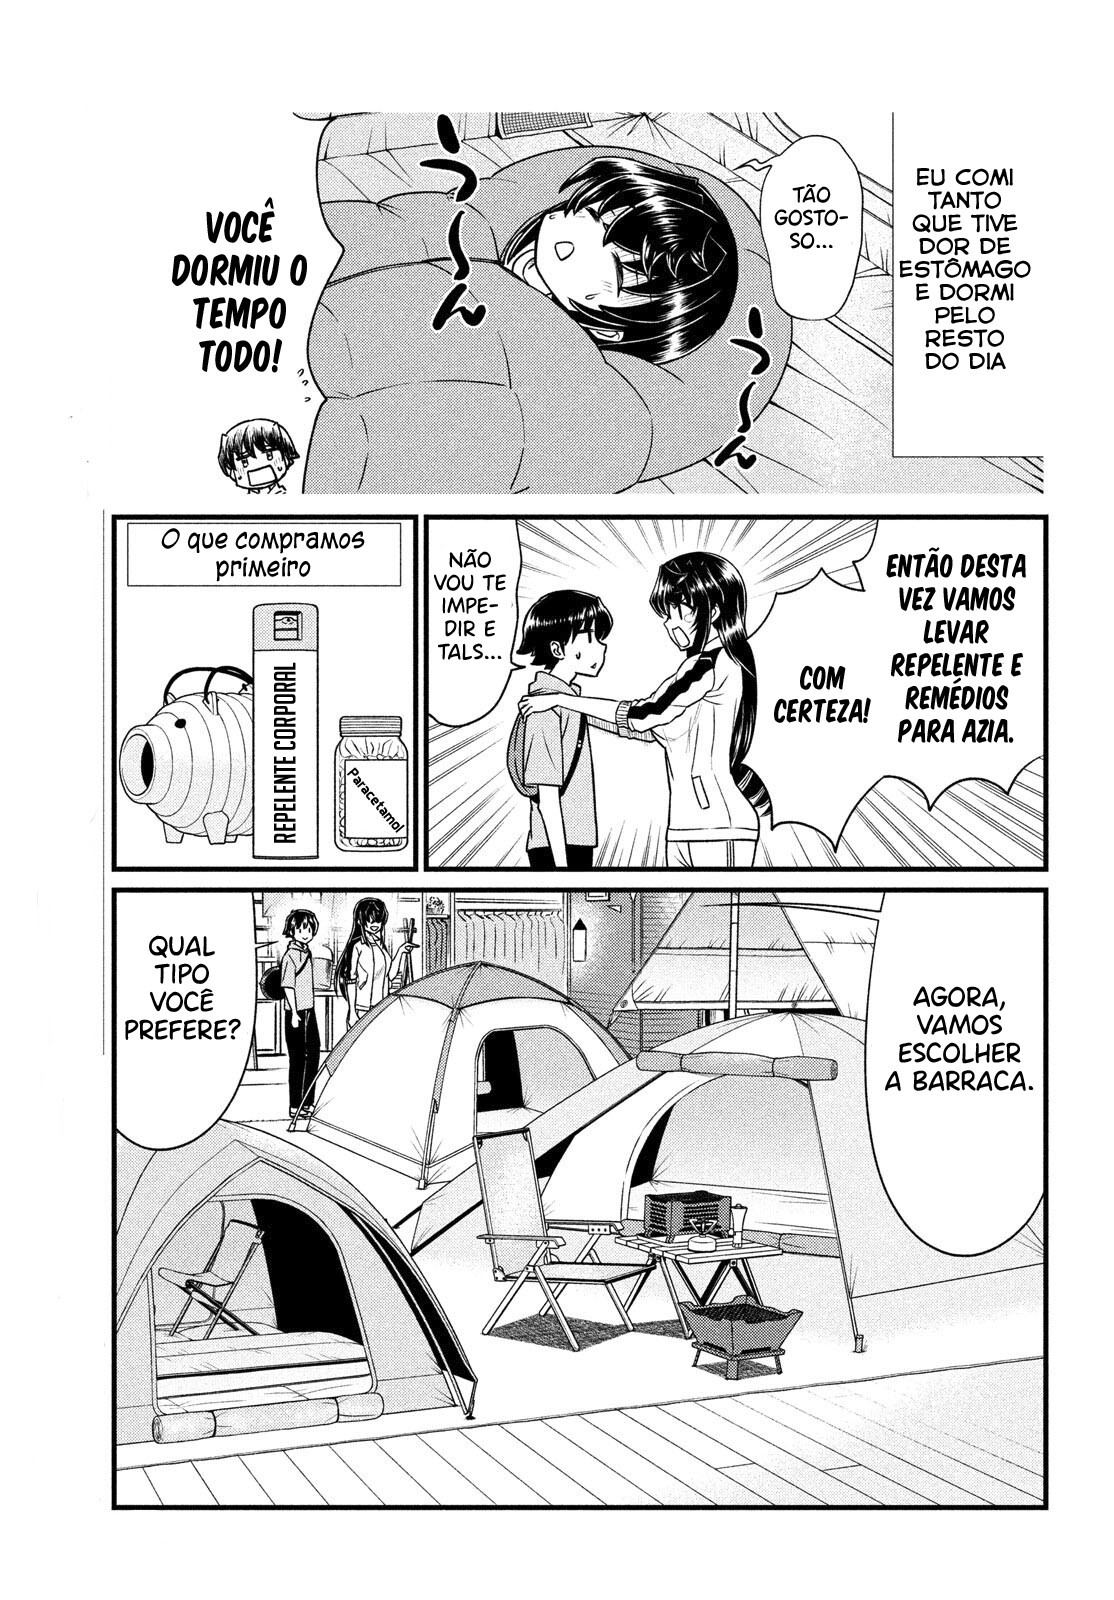 EU COMI
TANTO
QUE TIVE
DOR DE
ESTÔMAGO
E DORMI
PELO
RESTO
DO DIA
TÃO
GOSTO-
SO...
う〜ん
う〜ん
VOCÊ
DORMIU O
TEMPO
TODO!
ENTÃO DESTA
VEZ VAMOS
LEVAR
REPELENTE E
REMÉDIOS
PARA AZIA.
COM
CERTEZA!
NÃO
VOU TE
IMPE-
DIR E
TALS...
O que compramos
primeiro
REPELENTE CORPORAL
Paracetamol
AGORA,
VAMOS
ESCOLHER
A BARRACA.
QUAL
TIPO
VOCÊ
PREFERE?